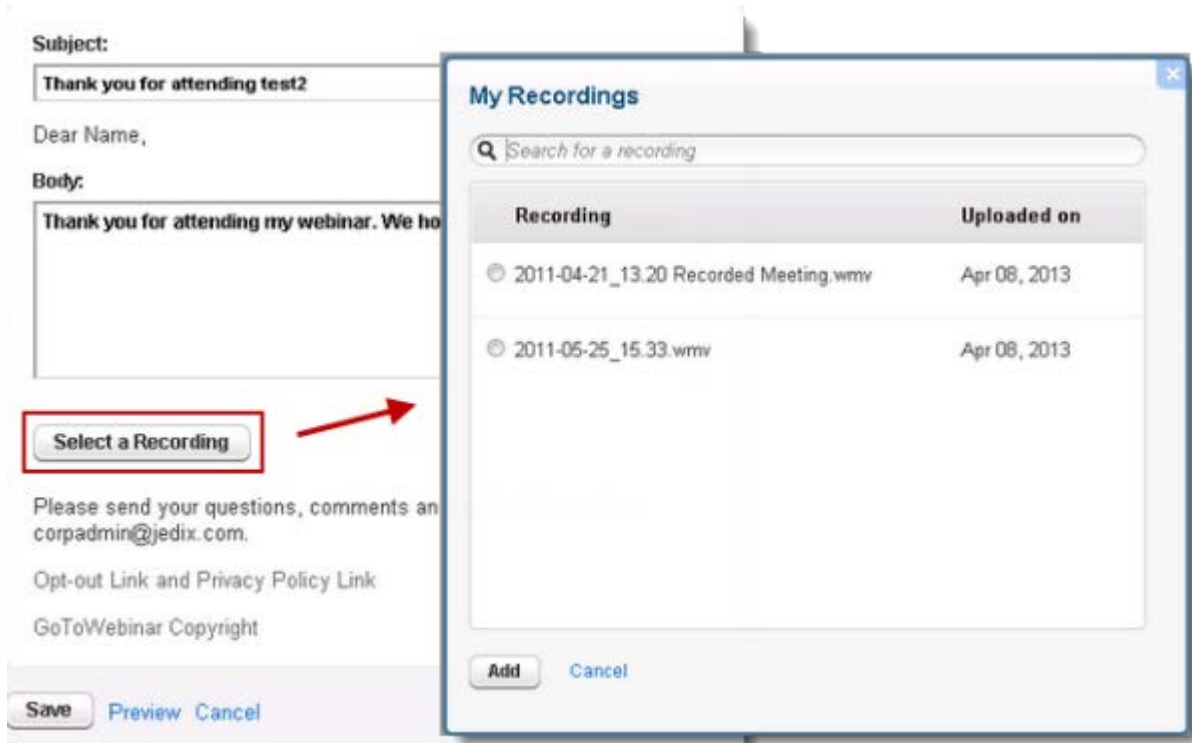 Subject:
Thank you for attending test2
Dear Name,
Body:
Thank you for attending my webinar. We ho
Select a Recording
Please send your questions, comments an
corpadmin@jedix.com.
Opt-out Link and Privacy Policy Link
GoToWebinar Copyright
Save Preview Cancel
My Recordings
Search for a recording
Recording Uploaded on
2011-04-21_13.20 Recorded Meeting.wmv Apr 08, 2013
2011-05-25_15.33.wmv Apr 08, 2013
Add Cancel